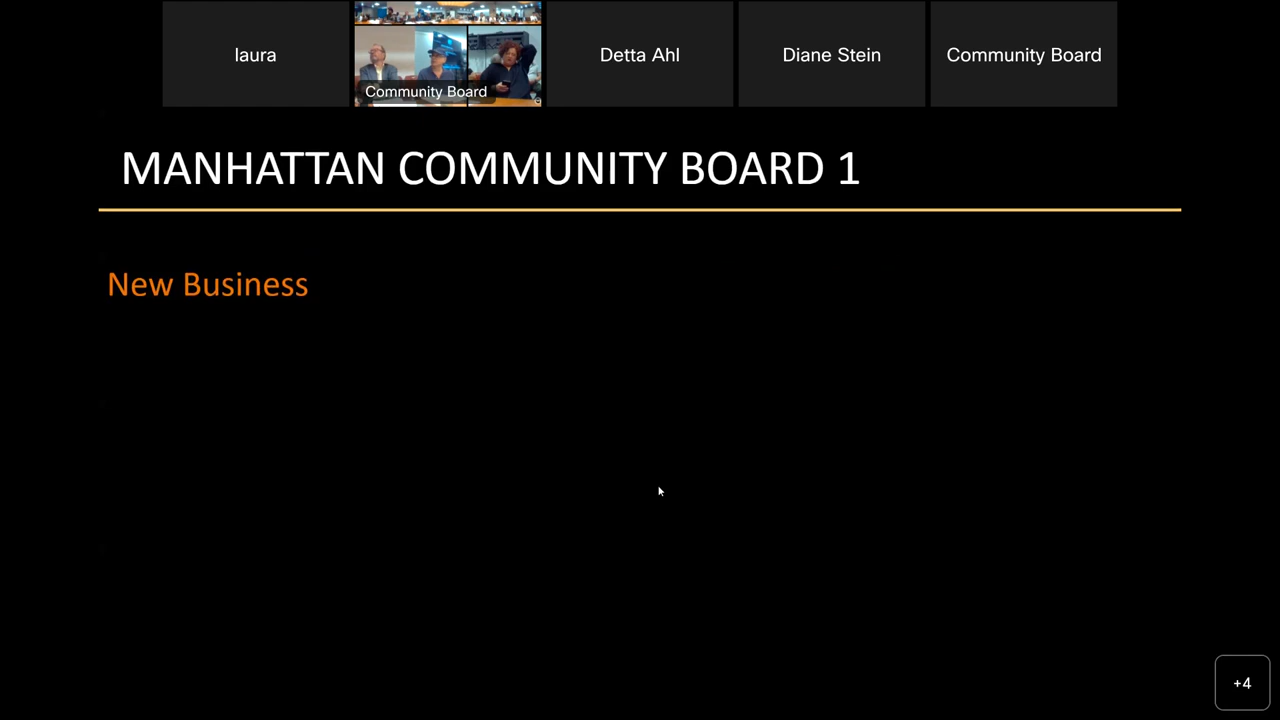 laura
Community Board
Detta Ahl
Diane Stein
Community Board
MANHATTAN COMMUNITY BOARD 1
New Business
+4